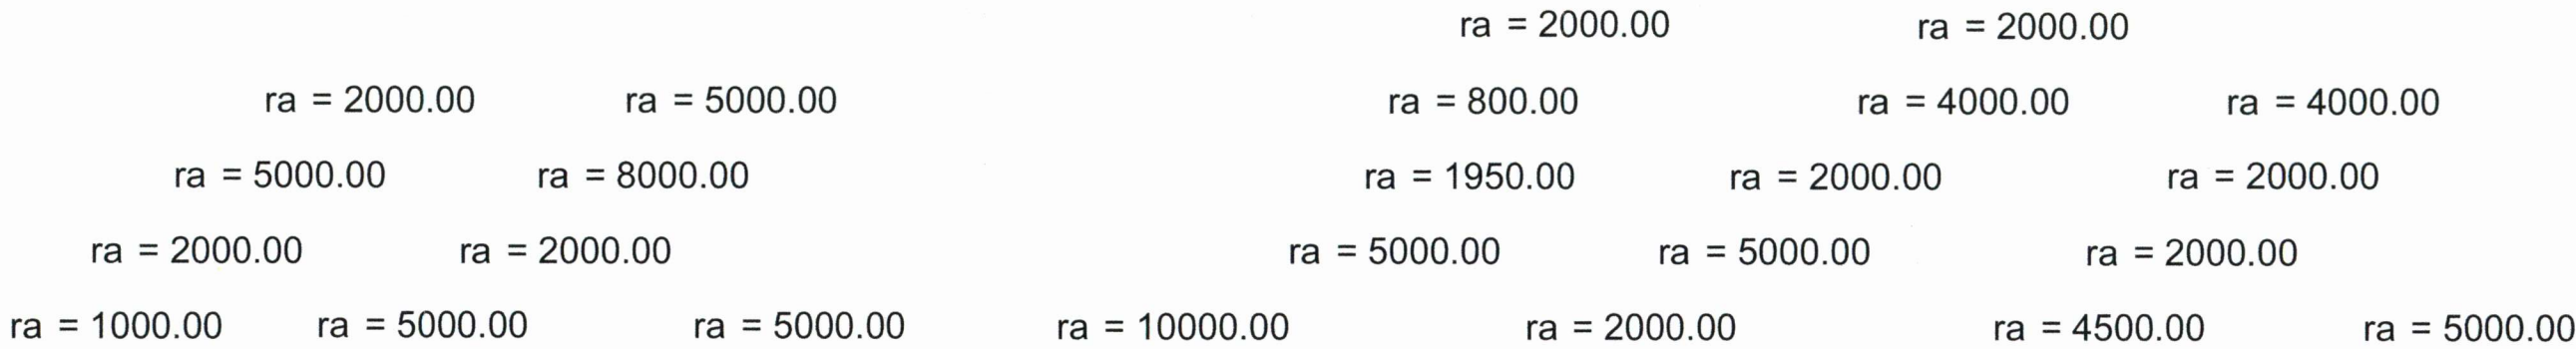 ra = 2000.00 ra = 2000.00
ra = 2000.00 ra = 5000.00 ra = 800.00 ra = 4000.00 ra = 4000.00
ra = 5000.00 ra = 8000.00 ra = 1950.00 ra = 2000.00 ra = 2000.00
ra = 2000.00 ra = 2000.00 ra = 5000.00 ra = 5000.00 ra = 2000.00
ra = 1000.00 ra = 5000.00 ra = 5000.00 ra = 10000.00 ra = 2000.00 ra = 4500.00 ra = 5000.00